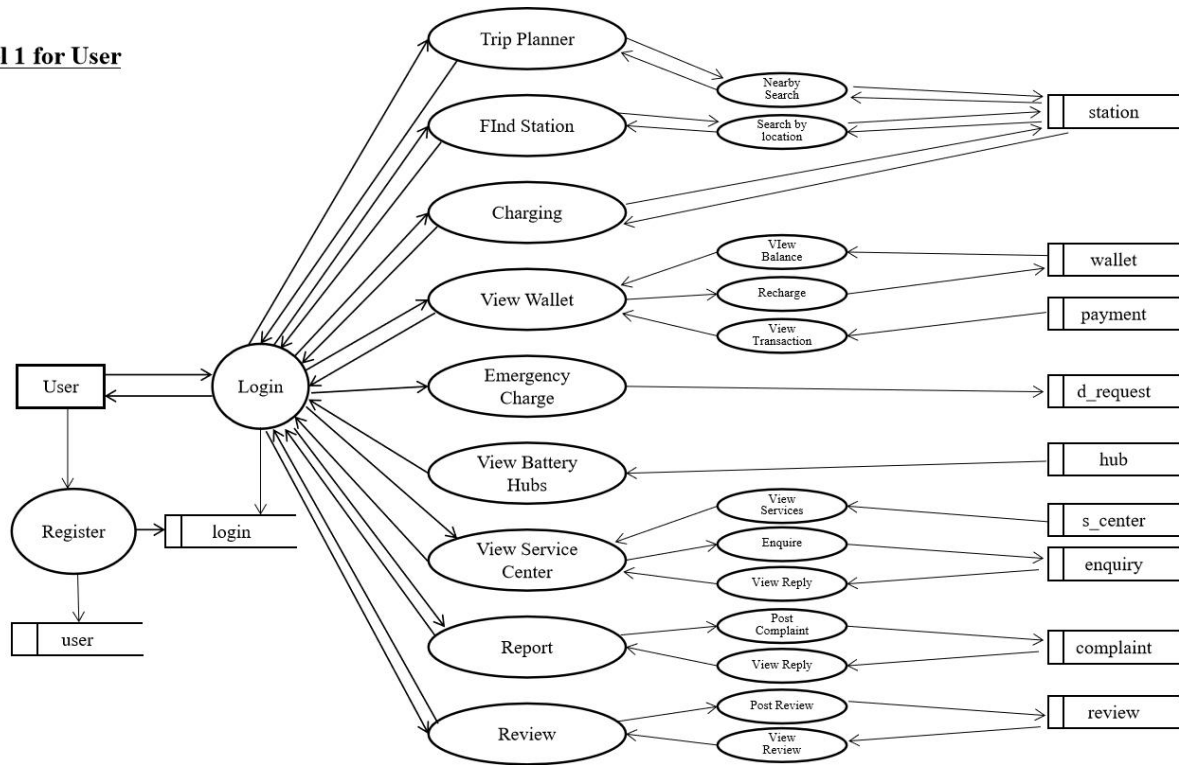 l 1 for User
Trip Planner
Nearby
Search
station
FInd Station
Search by
location
Charging
VIew
Balance
wallet
View Wallet
Recharge
payment
View
Transaction
User
Login
Emergency
Charge
d_request
View Battery
Hubs
hub
View
Services
s_center
Register
login
View Service
Center
Enquire
enquiry
View Reply
user
Report
Post
Complaint
complaint
View Reply
Review
Post Review
review
View
Review